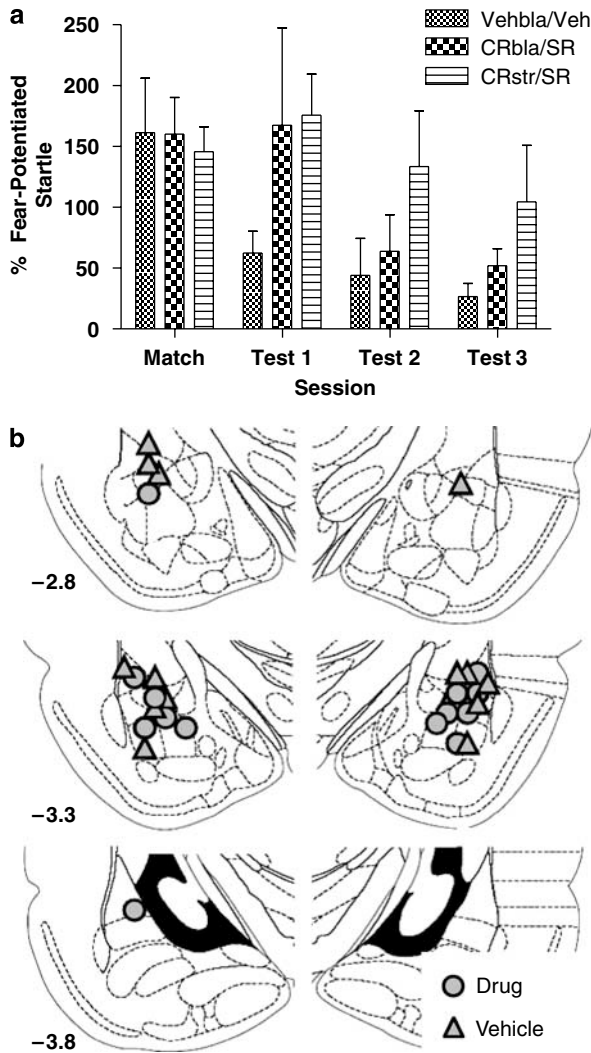 a
Vehbla/Veh
CRbla/SR
CRstr/SR
% Fear-Potentiated
Startle
250
200
150
100
50
0
Match Test 1 Test 2 Test 3
Session
b
−2.8
−3.3
−3.8
Drug
Vehicle